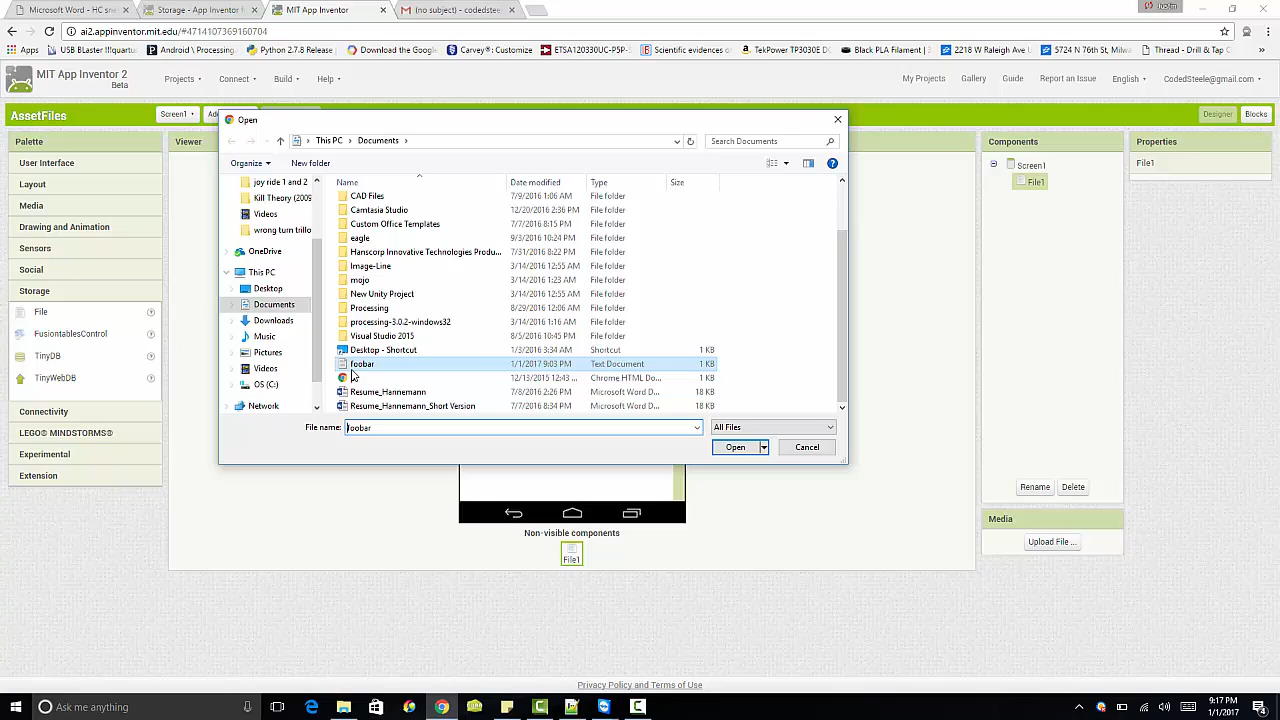 Microsoft Word - HC sne
Storage - App Inventor f
MIT App Inventor
(no subject) - codedstee
ai2.appinventor.mit.edu/#4714107369160704
Apps
USB BLaster !!Quartus
Android \ Processing
Python 2.7.8 Release
Download the Google
Carvey®: Customize
ETSA120330UC-P5P-S
Scientific evidence
TekPower TP3030E DC
Black PLA Filament |
2218 W Raleigh Ave U
5724 N 76th St, Milwa
Thread - Drill & Tap C
MIT App Inventor 2
Beta
Projects
Connect
Build
Help
My Projects
Gallery
Guide
Report an Issue
English
CodedSteele@gmail.com
AssetFiles
Screen1
Designer
Blocks
Palette
Viewer
Components
Properties
User Interface
Layout
Media
Drawing and Animation
Sensors
Social
Storage
File
FusiontablesControl
TinyDB
TinyWebDB
Connectivity
LEGO® MINDSTORMS®
Experimental
Extension
Open
This PC
Documents
Search Documents
Organize
New folder
joy ride 1 and 2
Kill Theory (2009
Videos
wrong turn trillo
OneDrive
This PC
Desktop
Documents
Downloads
Music
Pictures
Videos
OS (C:)
Network
Name Date modified Type Size
CAD Files 7/9/2016 1:06 AM File folder
Camtasia Studio 12/20/2016 2:36 PM File folder
Custom Office Templates 7/7/2016 8:15 PM File folder
eagle 9/3/2016 10:24 PM File folder
Hanscorp Innovative Technologies Produ... 7/31/2016 8:22 PM File folder
Image-Line 3/14/2016 12:55 AM File folder
mojo 3/14/2016 1:23 AM File folder
New Unity Project 3/14/2016 12:55 AM File folder
Processing 8/29/2016 12:06 AM File folder
processing-3.0.2-windows32 3/14/2016 1:16 AM File folder
Visual Studio 2015 8/5/2016 10:45 PM File folder
Desktop - Shortcut 1/3/2016 3:34 AM Shortcut 1 KB
foobar 1/1/2017 9:03 PM Text Document 1 KB
12/13/2015 12:43 ... Chrome HTML Do... 1 KB
Resume_Hannemann 7/8/2016 2:26 PM Microsoft Word D... 18 KB
Resume_Hannemann_Short Version 7/7/2016 8:34 PM Microsoft Word D... 18 KB
File name:
foobar
All Files
Open
Cancel
Screen1
File1
Rename
Delete
Media
Upload File ...
File1
Non-visible components
File1
Privacy Policy and Terms of Use
Ask me anything
9:17 PM
1/1/2017